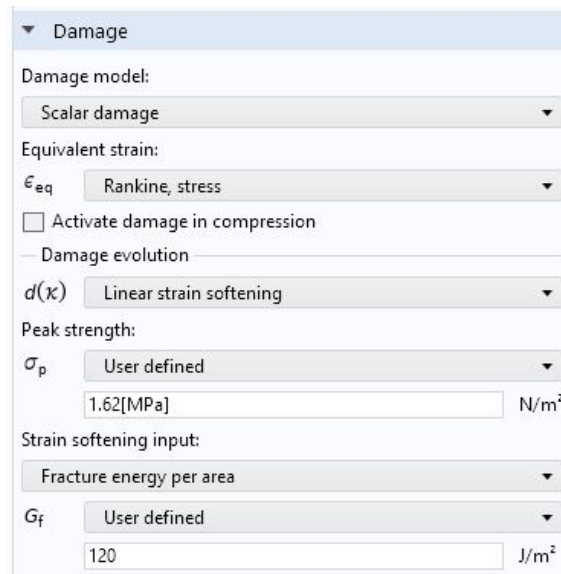 Damage
Damage model:
Scalar damage
Equivalent strain:
ϵeq Rankine, stress
Activate damage in compression
Damage evolution
d(κ) Linear strain softening
Peak strength:
σp User defined
1.62[MPa] N/m²
Strain softening input:
Fracture energy per area
Gf User defined
120 J/m²